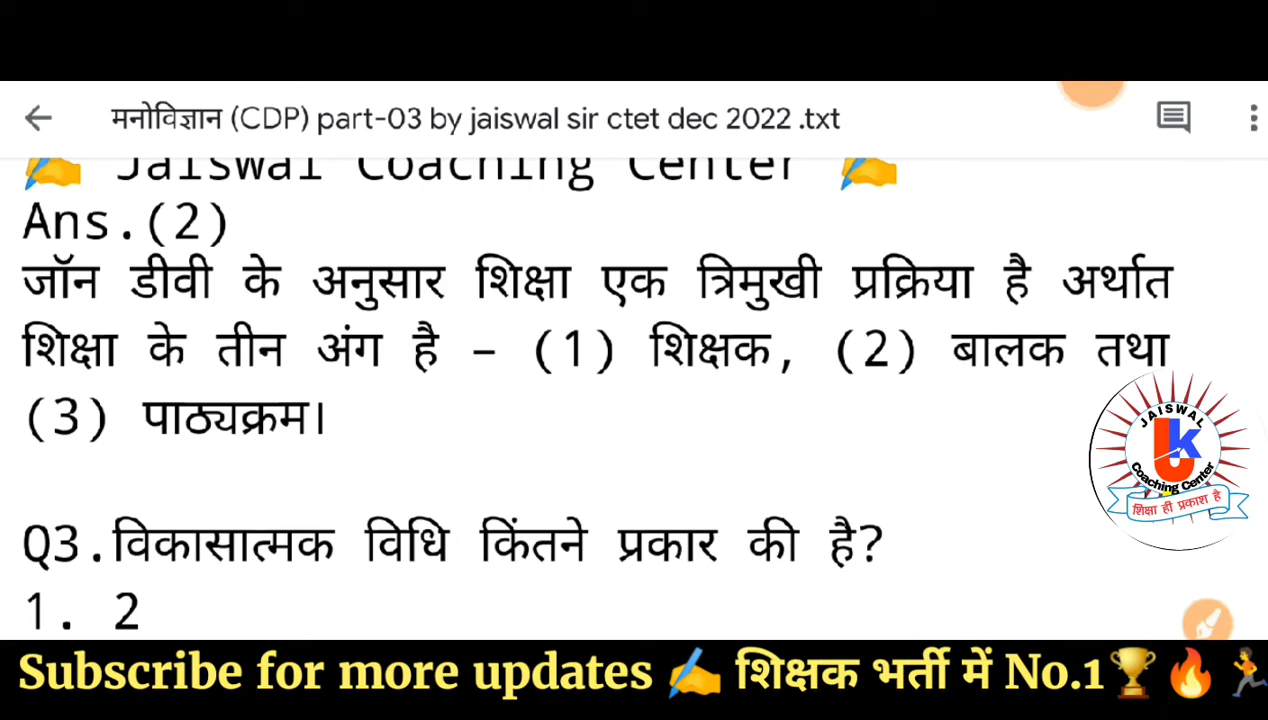 मनोविज्ञान (CDP) part-03 by jaiswal sir ctet dec 2022 .txt
✍ Jaiswal Coaching Center ✍
Ans.(2)
जॉन डीवी के अनुसार शिक्षा एक त्रिमुखी प्रक्रिया है अर्थात
शिक्षा के तीन अंग है – (1) शिक्षक, (2) बालक तथा
(3) पाठ्यक्रम।
JAISWAL
JK
Coaching Center
शिक्षा ही प्रकाश है
Q3.विकासात्मक विधि किंतने प्रकार की है?
1. 2
Subscribe for more updates ✍ शिक्षक भर्ती में No.1🏆🔥🏃